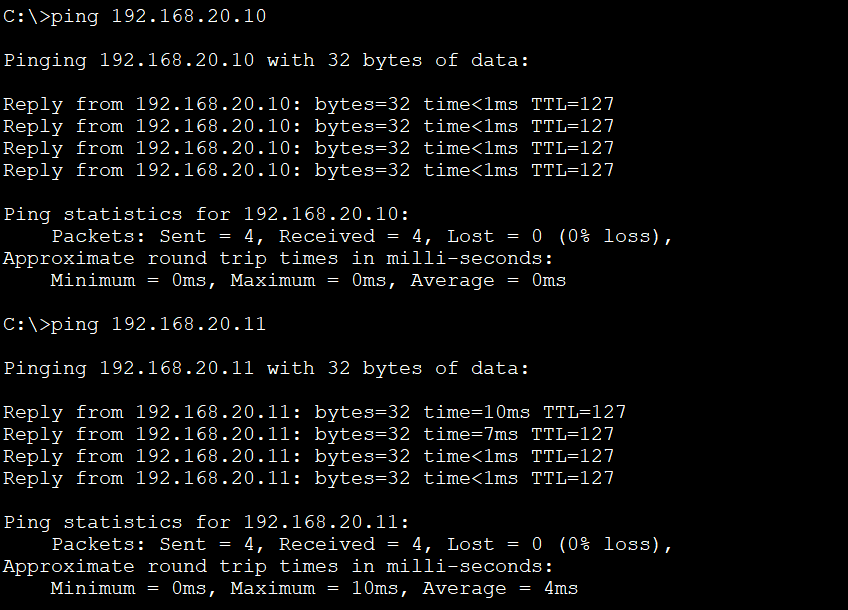 C:\>ping 192.168.20.10
Pinging 192.168.20.10 with 32 bytes of data:
Reply from 192.168.20.10: bytes=32 time<1ms TTL=127
Reply from 192.168.20.10: bytes=32 time<1ms TTL=127
Reply from 192.168.20.10: bytes=32 time<1ms TTL=127
Reply from 192.168.20.10: bytes=32 time<1ms TTL=127
Ping statistics for 192.168.20.10:
    Packets: Sent = 4, Received = 4, Lost = 0 (0% loss),
Approximate round trip times in milli-seconds:
    Minimum = 0ms, Maximum = 0ms, Average = 0ms
C:\>ping 192.168.20.11
Pinging 192.168.20.11 with 32 bytes of data:
Reply from 192.168.20.11: bytes=32 time=10ms TTL=127
Reply from 192.168.20.11: bytes=32 time=7ms TTL=127
Reply from 192.168.20.11: bytes=32 time<1ms TTL=127
Reply from 192.168.20.11: bytes=32 time<1ms TTL=127
Ping statistics for 192.168.20.11:
    Packets: Sent = 4, Received = 4, Lost = 0 (0% loss),
Approximate round trip times in milli-seconds:
    Minimum = 0ms, Maximum = 10ms, Average = 4ms